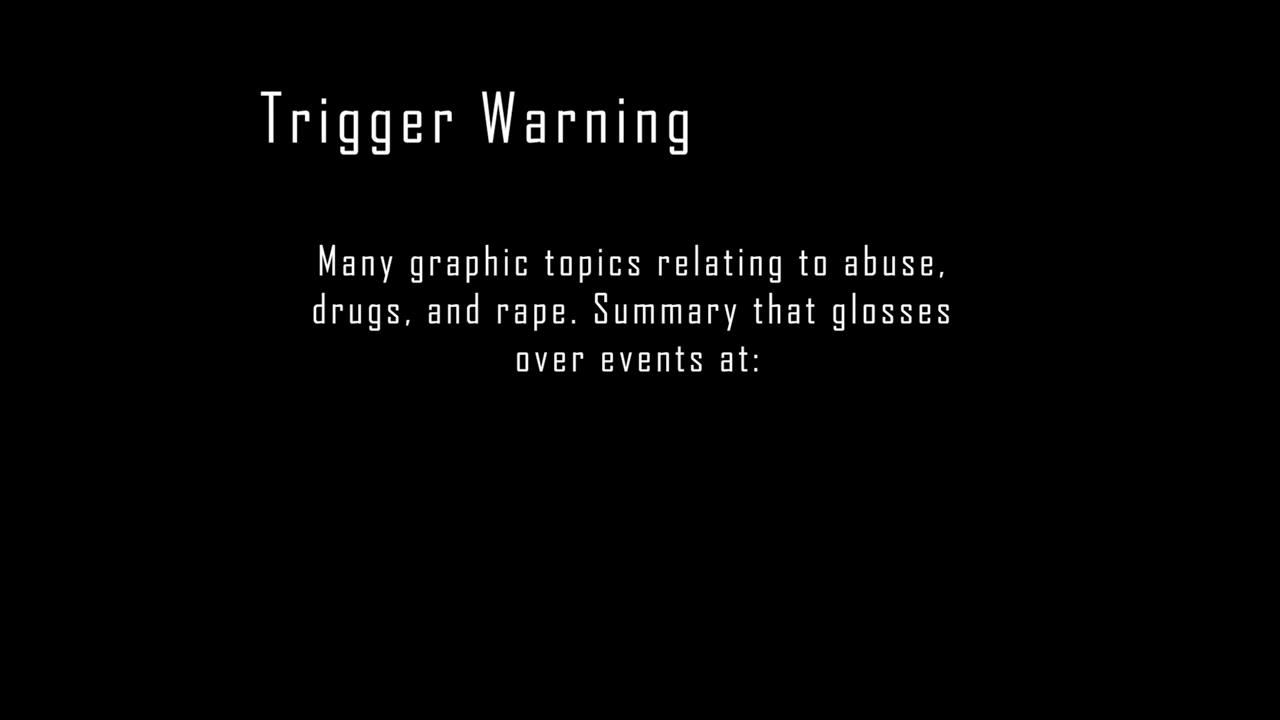 Trigger Warning
Many graphic topics relating to abuse,
drugs, and rape. Summary that glosses
over events at: